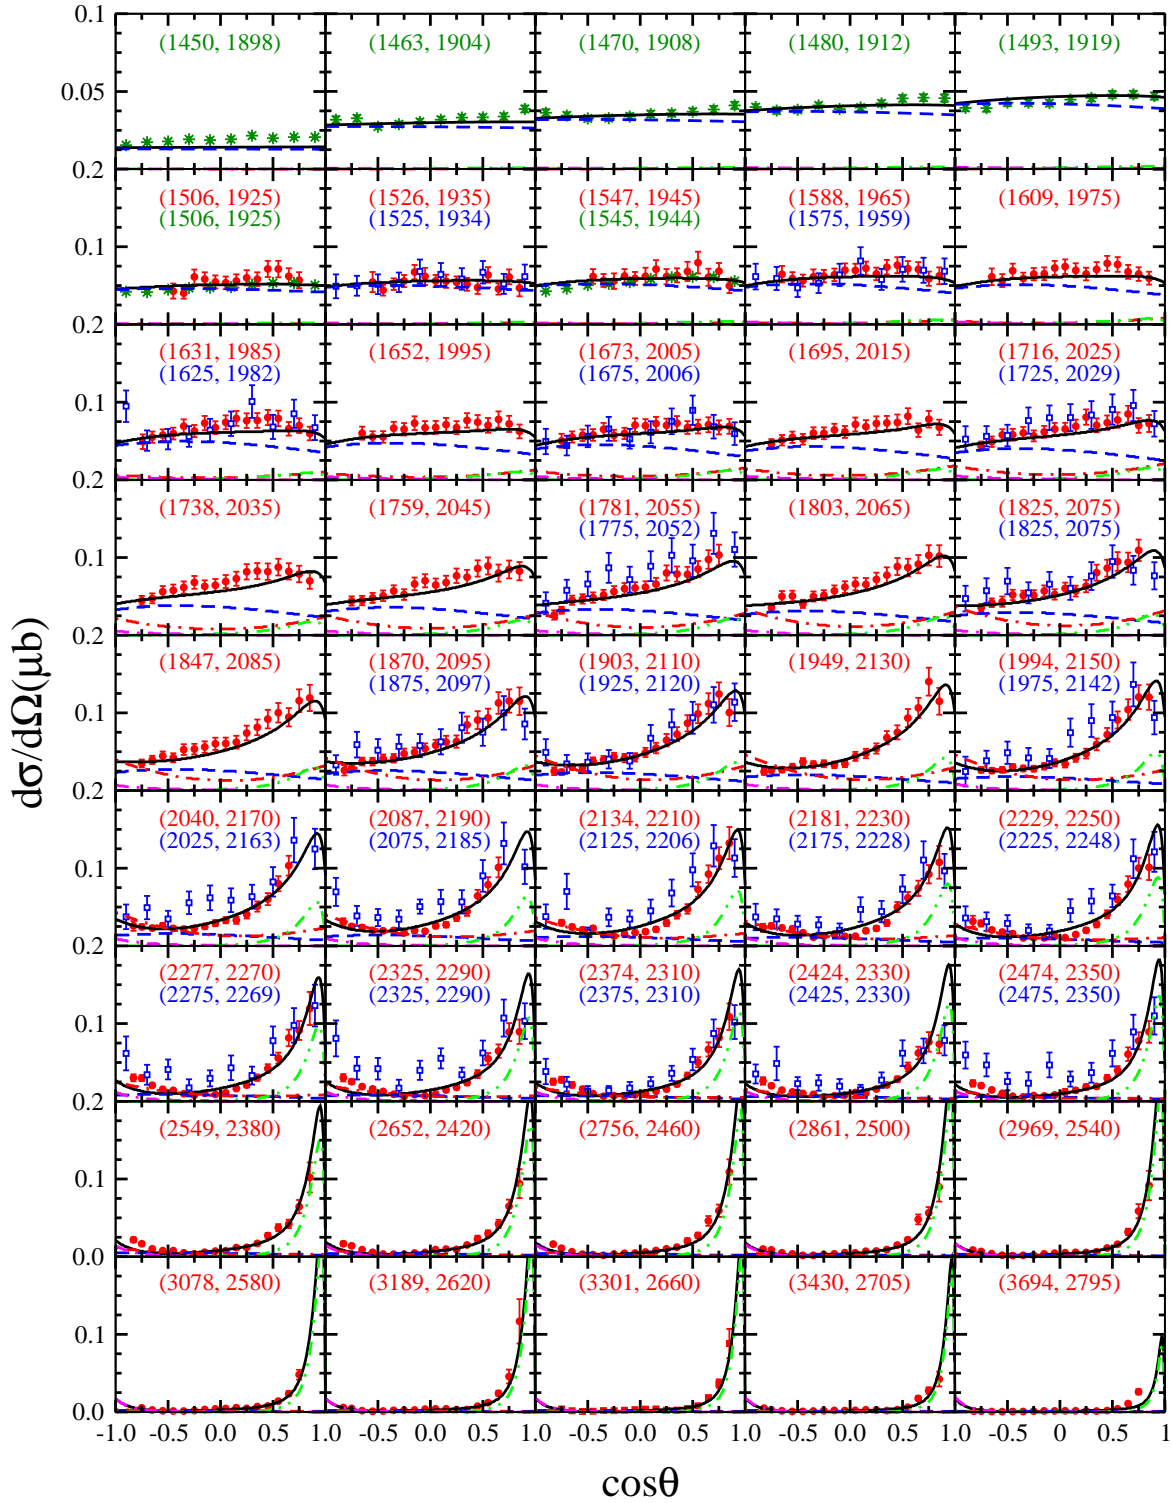 0.1
(1450, 1898) (1463, 1904) (1470, 1908) (1480, 1912) (1493, 1919)
0.05
0.2
(1506, 1925) (1526, 1935) (1547, 1945) (1588, 1965) (1609, 1975)
(1506, 1925) (1525, 1934) (1545, 1944) (1575, 1959)
0.1
0.2
(1631, 1985) (1652, 1995) (1673, 2005) (1695, 2015) (1716, 2025)
(1625, 1982) (1675, 2006) (1725, 2029)
0.1
0.2
(1738, 2035) (1759, 2045) (1781, 2055) (1803, 2065) (1825, 2075)
(1775, 2052) (1825, 2075)
0.1
0.2
(1847, 2085) (1870, 2095) (1903, 2110) (1949, 2130) (1994, 2150)
(1875, 2097) (1925, 2120) (1975, 2142)
0.1
dσ/dΩ(μb)
0.2
(2040, 2170) (2087, 2190) (2134, 2210) (2181, 2230) (2229, 2250)
(2025, 2163) (2075, 2185) (2125, 2206) (2175, 2228) (2225, 2248)
0.1
0.2
(2277, 2270) (2325, 2290) (2374, 2310) (2424, 2330) (2474, 2350)
(2275, 2269) (2325, 2290) (2375, 2310) (2425, 2330) (2475, 2350)
0.1
0.2
(2549, 2380) (2652, 2420) (2756, 2460) (2861, 2500) (2969, 2540)
0.1
0.0
(3078, 2580) (3189, 2620) (3301, 2660) (3430, 2705) (3694, 2795)
0.1
0.0
-1.0 -0.5 0.0 0.5 1.0 -0.5 0.0 0.5 1.0 -0.5 0.0 0.5 1.0 -0.5 0.0 0.5 1.0 -0.5 0.0 0.5 1
cosθ